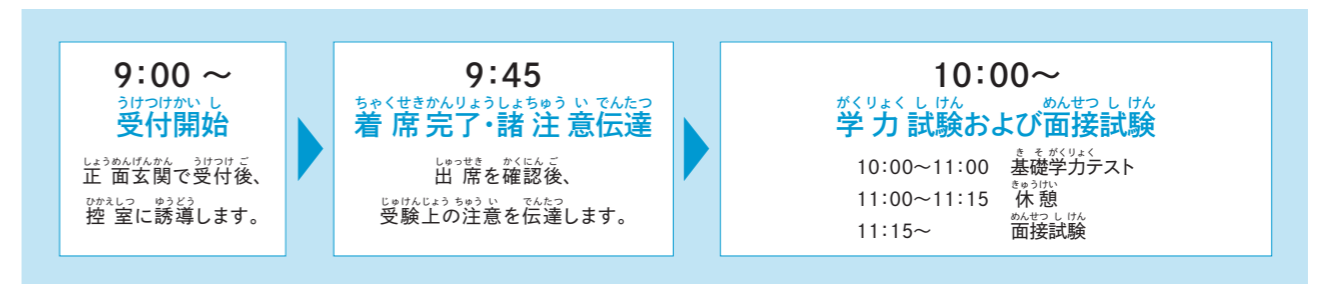 9:00 ～
うけつけかいし
受付開始
しょうめんげんかん うけつけご
正面玄関で受付後、
ひかえしつ ゆうどう
控室に誘導します。
9:45
ちゃくせきかんりょう しょちゅういでんたつ
着席完了・諸注意伝達
しゅっせき かくにんご
出席を確認後、
じゅけんじょう ちゅうい でんたつ
受験上の注意を伝達します。
10:00～
がくりょくしけん めんせつしけん
学力試験および面接試験
きそがくりょく
10:00～11:00 基礎学力テスト
きゅうけい
11:00～11:15 休憩
めんせつしけん
11:15～ 面接試験